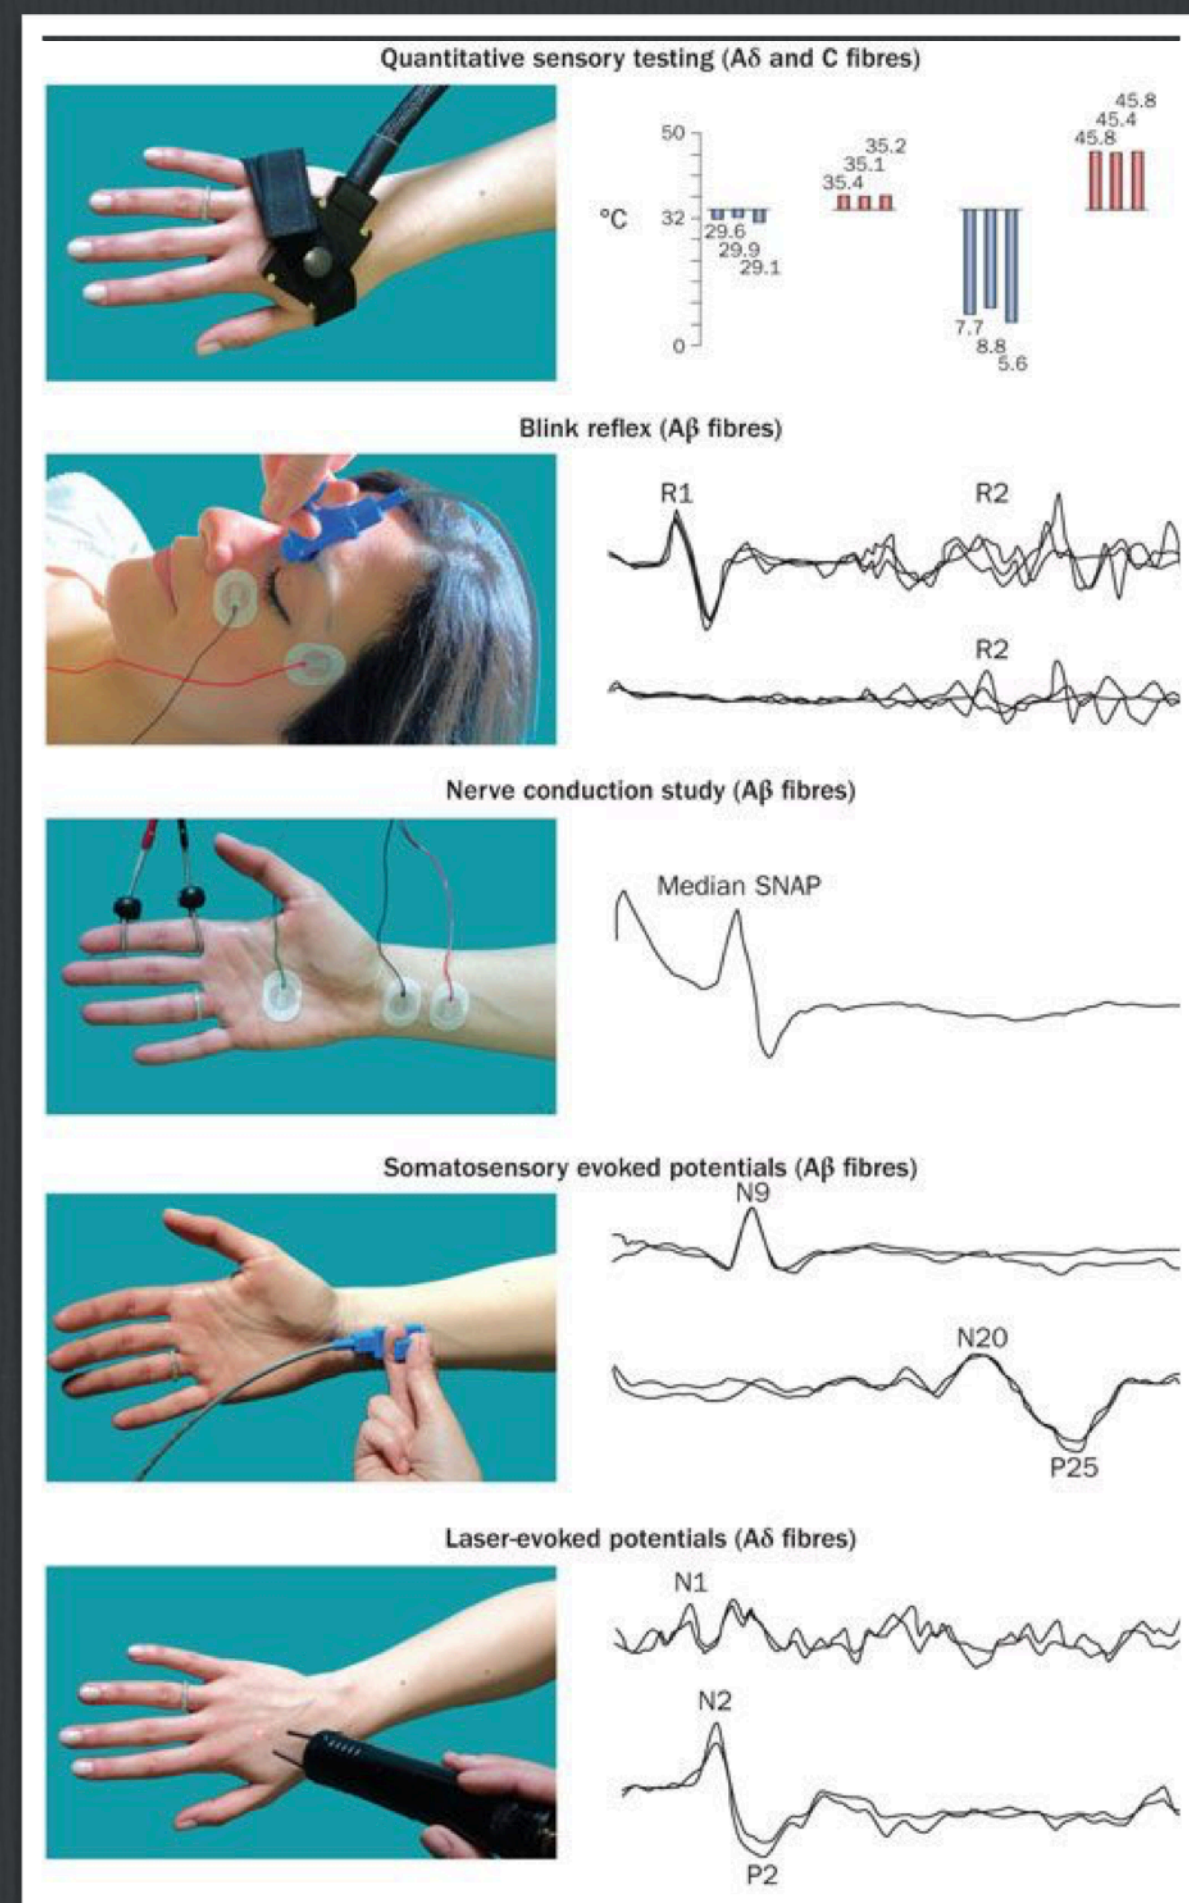 Quantitative sensory testing (Aδ and C fibres)
50
32
0
°C
29.6
29.9
29.1
35.4
35.1
35.2
7.7
8.8
5.6
45.8
45.4
45.8
Blink reflex (Aβ fibres)
R1
R2
R2
Nerve conduction study (Aβ fibres)
Median SNAP
Somatosensory evoked potentials (Aβ fibres)
N9
N20
P25
Laser-evoked potentials (Aδ fibres)
N1
N2
P2